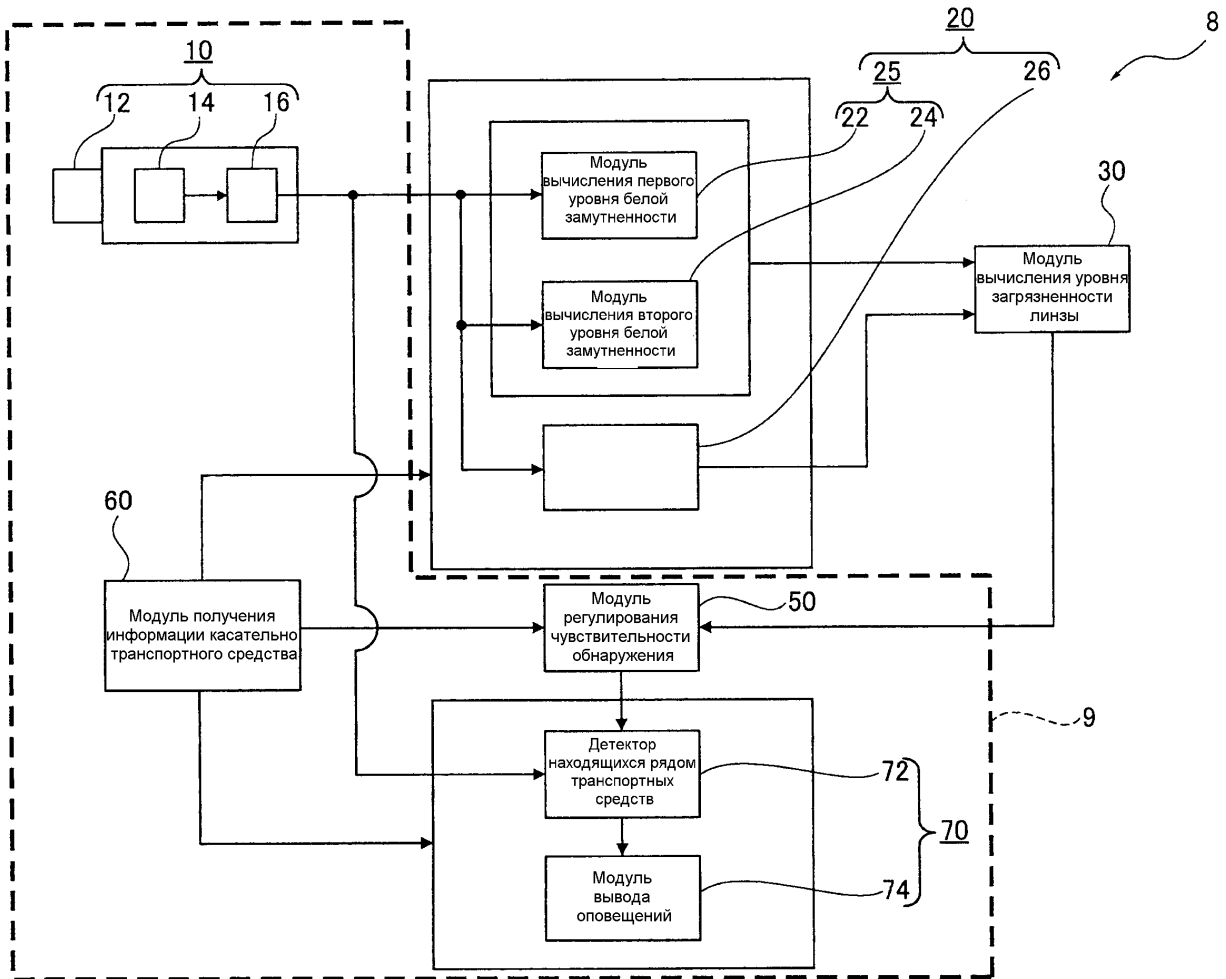 8
20
10
25
26
12
14
16
22
24
Модуль
вычисления первого
уровня белой
замутненности
30
Модуль
вычисления уровня
загрязненности
линзы
Модуль
вычисления второго
уровня белой
замутненности
60
Модуль получения
информации касательно
транспортного средства
Модуль
регулирования
чувствительности
обнаружения
50
9
Детектор
находящихся рядом
транспортных
средств
72
70
Модуль
вывода
оповещений
74